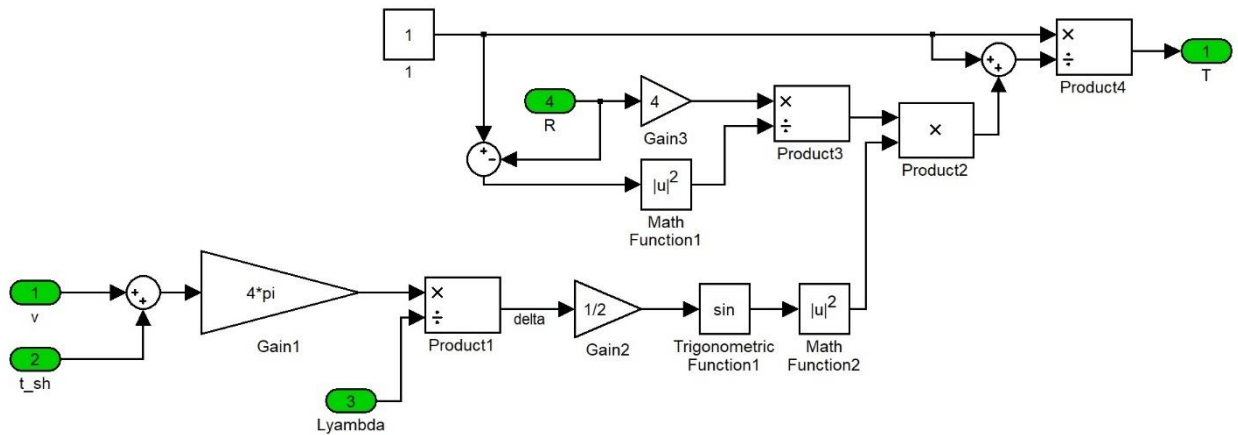 1
1
4
R
4
Gain3
+
-
|u|²
Math
Function1
×
÷
Product3
×
Product2
+
+
×
÷
Product4
1
T
1
v
2
t_sh
+
+
4*pi
Gain1
3
Lyambda
×
÷
Product1
delta
1/2
Gain2
sin
Trigonometric
Function1
|u|²
Math
Function2